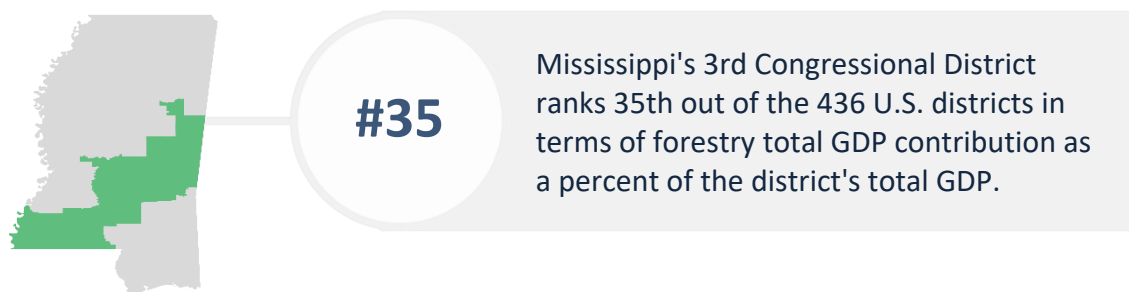 #35
Mississippi's 3rd Congressional District
ranks 35th out of the 436 U.S. districts in
terms of forestry total GDP contribution as
a percent of the district's total GDP.